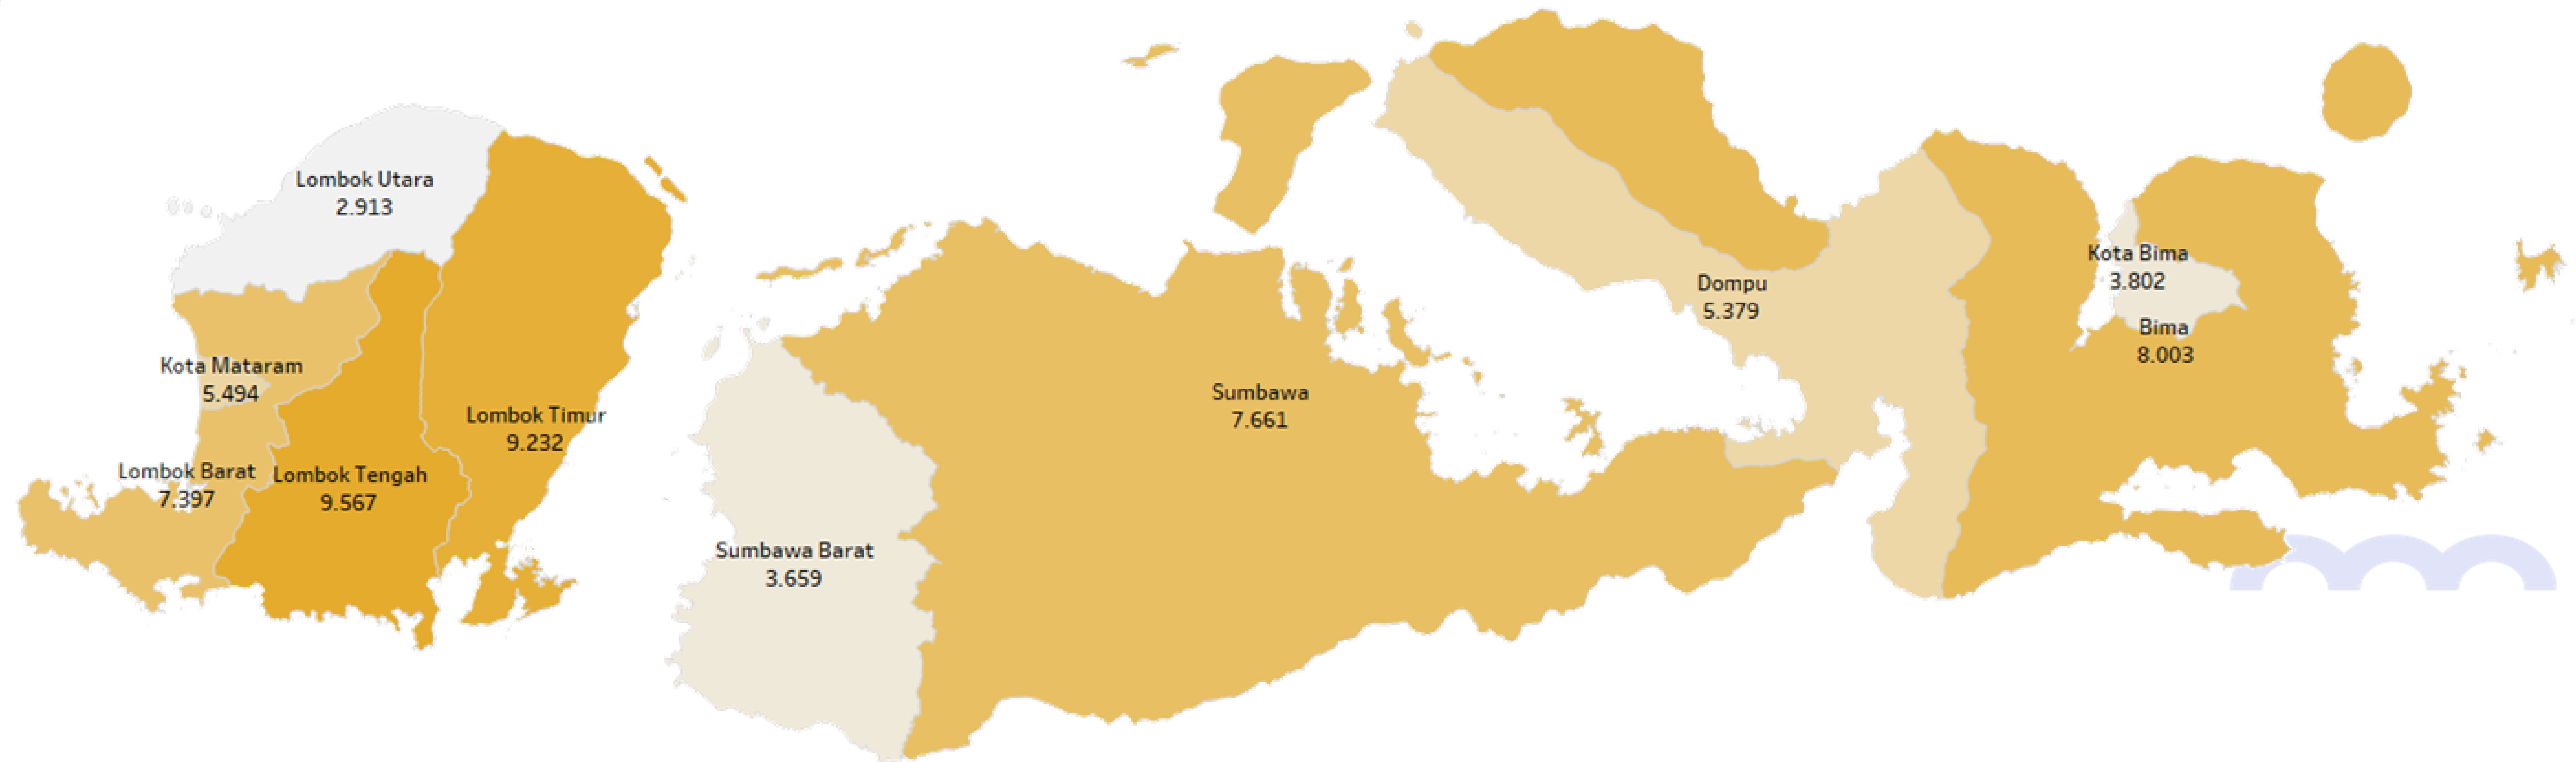 Lombok Utara
2.913
Kota Mataram
5.494
Lombok Timur
9.232
Lombok Barat
7.397
Lombok Tengah
9.567
Sumbawa Barat
3.659
Sumbawa
7.661
Dompu
5.379
Kota Bima
3.802
Bima
8.003